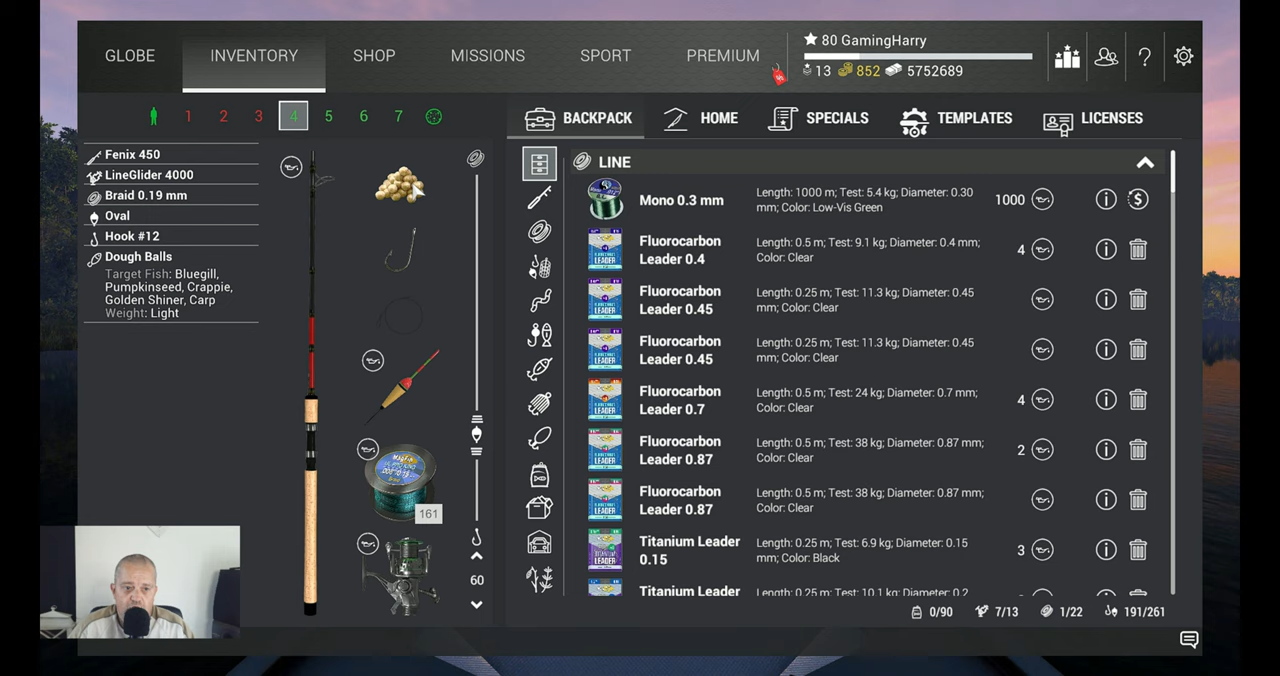 GLOBE
INVENTORY
SHOP
MISSIONS
SPORT
PREMIUM
80 GamingHarry
13 852 5752689
1 2 3 4 5 6 7
BACKPACK
HOME
SPECIALS
TEMPLATES
LICENSES
Fenix 450
LineGlider 4000
Braid 0.19 mm
Oval
Hook #12
Dough Balls
Target Fish: Bluegill,
Pumpkinseed, Crappie,
Golden Shiner, Carp
Weight: Light
161
60
LINE
Mono 0.3 mm
Length: 1000 m; Test: 5.4 kg; Diameter: 0.30
mm; Color: Low-Vis Green
1000
Fluorocarbon
Leader 0.4
Length: 0.5 m; Test: 9.1 kg; Diameter: 0.4 mm;
Color: Clear
4
Fluorocarbon
Leader 0.45
Length: 0.25 m; Test: 11.3 kg; Diameter: 0.45
mm; Color: Clear
Fluorocarbon
Leader 0.45
Length: 0.25 m; Test: 11.3 kg; Diameter: 0.45
mm; Color: Clear
Fluorocarbon
Leader 0.7
Length: 0.5 m; Test: 24 kg; Diameter: 0.7 mm;
Color: Clear
4
Fluorocarbon
Leader 0.87
Length: 0.5 m; Test: 38 kg; Diameter: 0.87 mm;
Color: Clear
2
Fluorocarbon
Leader 0.87
Length: 0.5 m; Test: 38 kg; Diameter: 0.87 mm;
Color: Clear
Titanium Leader
0.15
Length: 0.25 m; Test: 6.9 kg; Diameter: 0.15
mm; Color: Black
3
Titanium Leader
Length: 0.25 m; Test: 10.1 kg; Diameter: 0.2
0/90
7/13
1/22
191/261